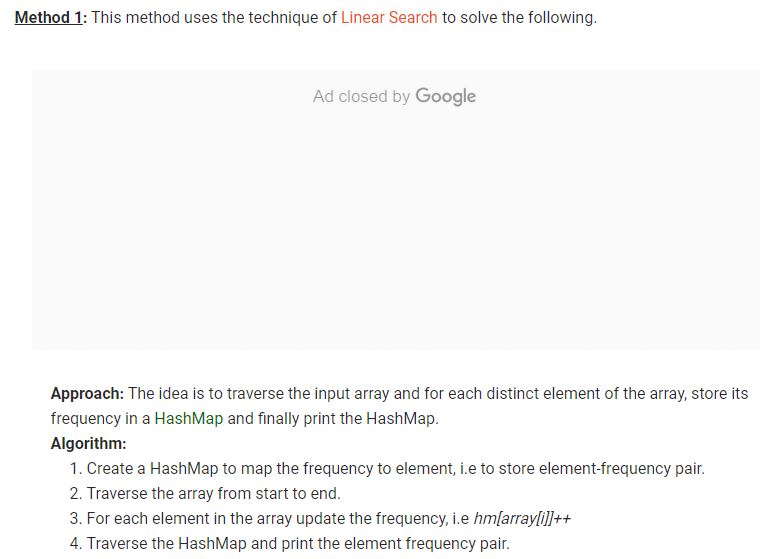 Method 1: This method uses the technique of Linear Search to solve the following.
Ad closed by Google
Approach: The idea is to traverse the input array and for each distinct element of the array, store its
frequency in a HashMap and finally print the HashMap.
Algorithm:
1. Create a HashMap to map the frequency to element, i.e to store element-frequency pair.
2. Traverse the array from start to end.
3. For each element in the array update the frequency, i.e hm[array[i]]++
4. Traverse the HashMap and print the element frequency pair.